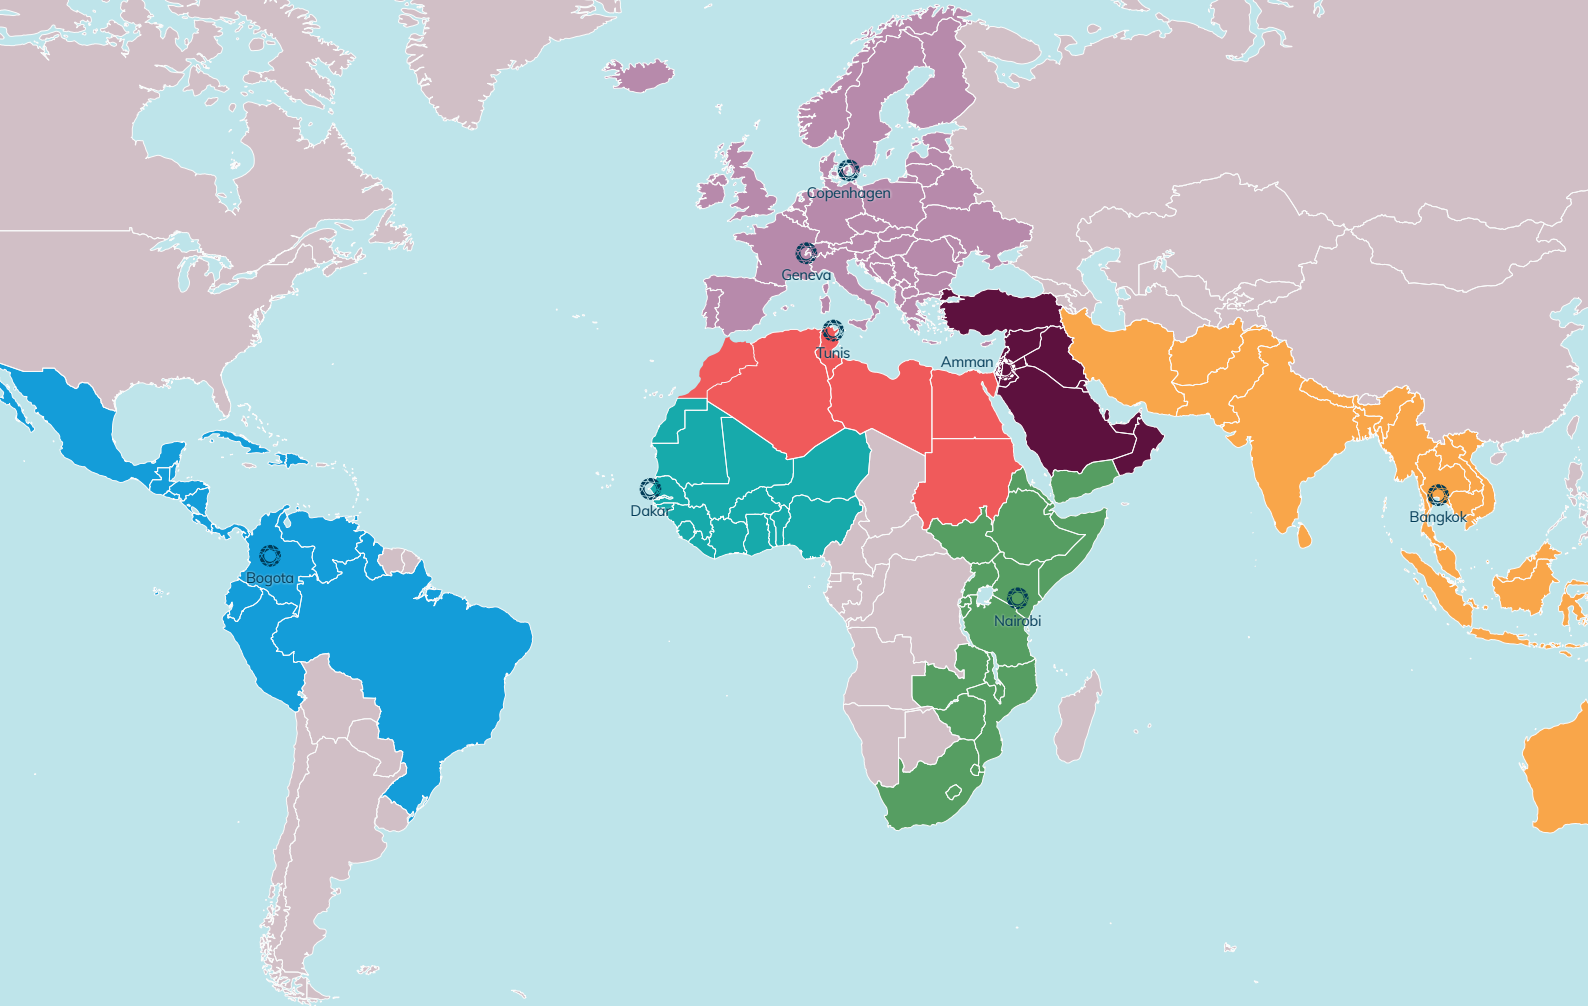 Copenhagen
Geneva
Tunis
Amman
Dakar
Bangkok
Bogota
Nairobi